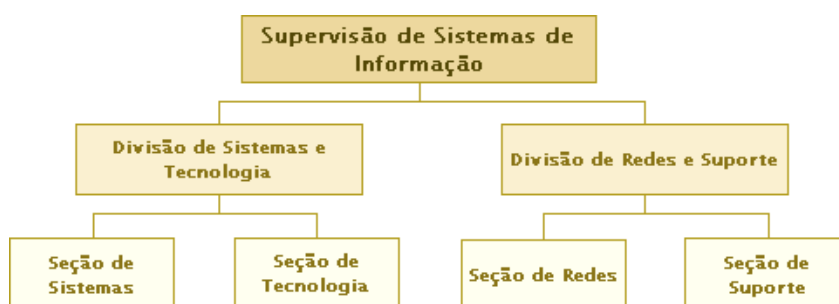 Supervisão de Sistemas de
Informação
Divisão de Sistemas e
Tecnologia
Divisão de Redes e Suporte
Seção de
Sistemas
Seção de
Tecnologia
Seção de Redes
Seção de
Suporte